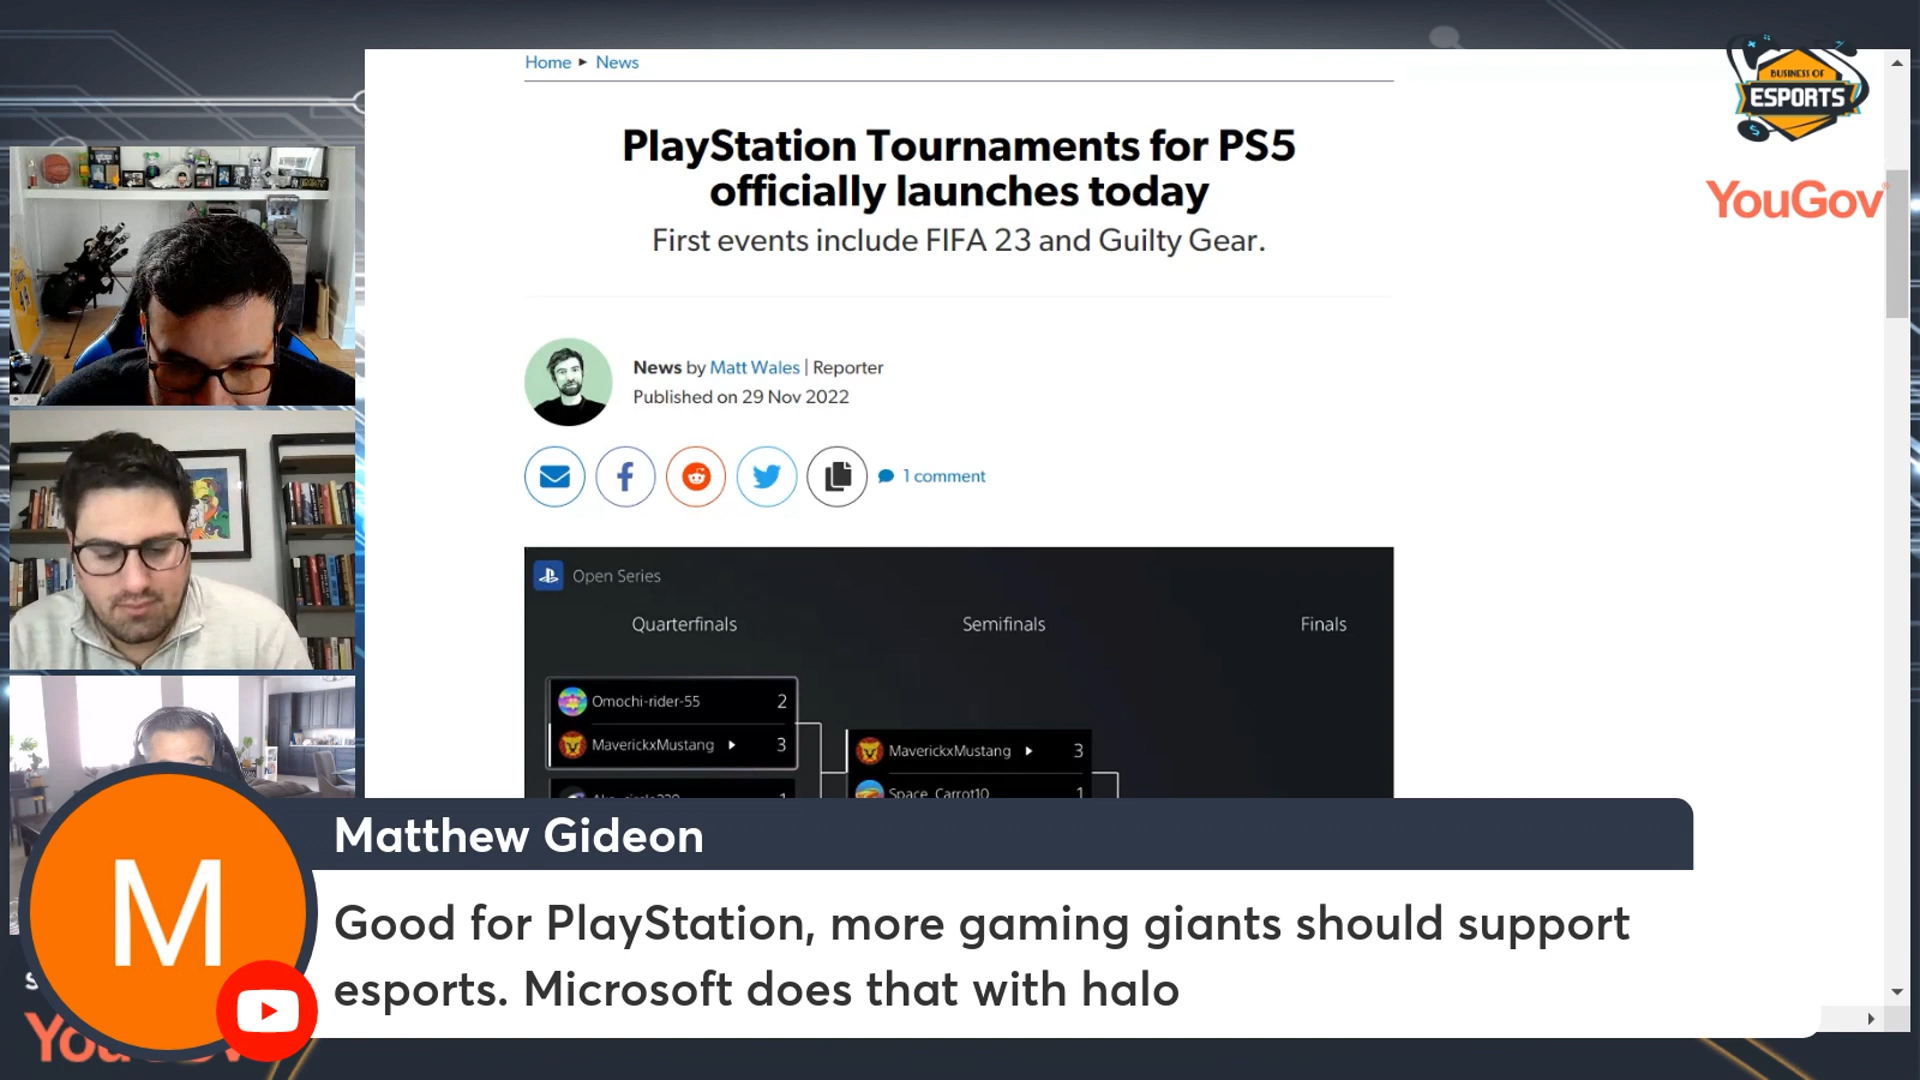 Home ▸ News
BUSINESS OF
ESPORTS
YouGov
PlayStation Tournaments for PS5
officially launches today
First events include FIFA 23 and Guilty Gear.
News by Matt Wales | Reporter
Published on 29 Nov 2022
1 comment
Open Series
Quarterfinals
Semifinals
Finals
Omochi-rider-55 2
MaverickxMustang 3
MaverickxMustang 3
Space_Carrot10 1
Matthew Gideon
M
Good for PlayStation, more gaming giants should support
esports. Microsoft does that with halo